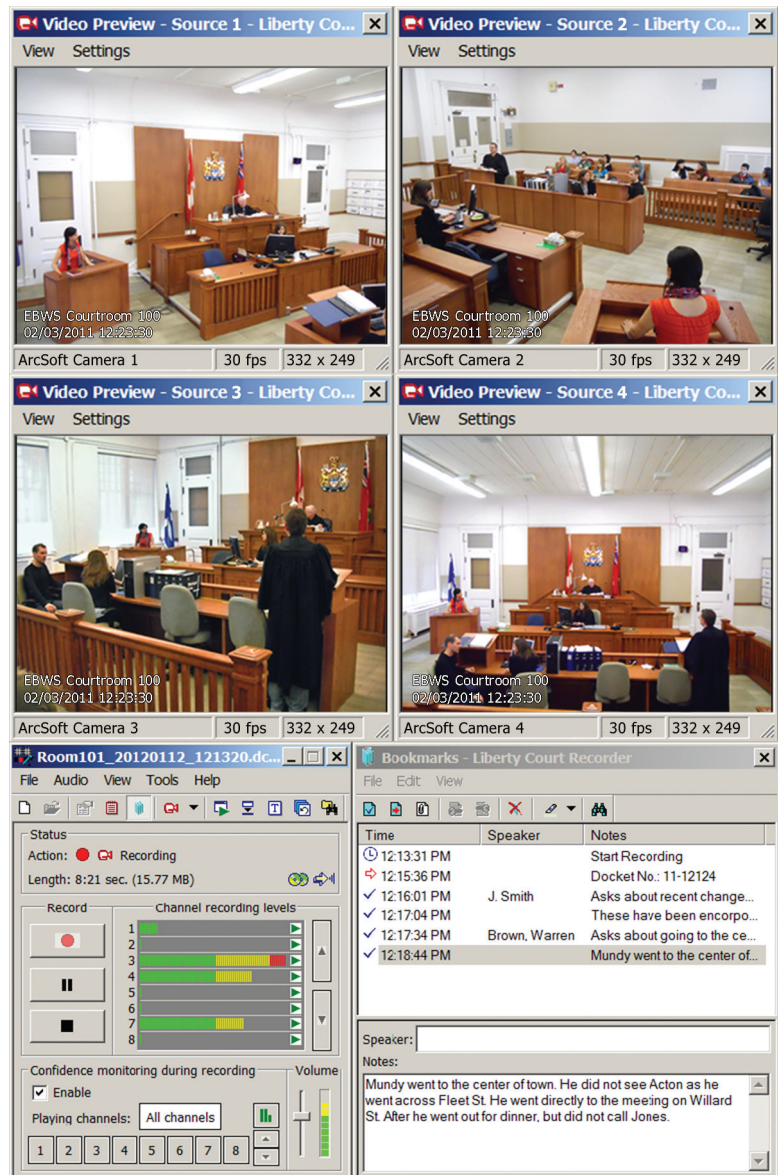 Video Preview - Source 1 - Liberty Co...
View Settings
EBWS Courtroom 100
02/03/2011 12:23:30
ArcSoft Camera 1 30 fps 332 x 249
Video Preview - Source 2 - Liberty Co...
View Settings
EBWS Courtroom 100
02/03/2011 12:23:30
ArcSoft Camera 2 30 fps 332 x 249
Video Preview - Source 3 - Liberty Co...
View Settings
EBWS Courtroom 100
02/03/2011 12:23:30
ArcSoft Camera 3 30 fps 332 x 249
Video Preview - Source 4 - Liberty Co...
View Settings
EBWS Courtroom 100
02/03/2011 12:23:30
ArcSoft Camera 4 30 fps 332 x 249
Room101_20120112_121320.dc...
File Audio View Tools Help
Status
Action: Recording
Length: 8:21 sec. (15.77 MB)
Record
Channel recording levels
1
2
3
4
5
6
7
8
Confidence monitoring during recording
Volume
Enable
Playing channels: All channels
1 2 3 4 5 6 7 8
Bookmarks - Liberty Court Recorder
File Edit View
Time Speaker Notes
12:13:31 PM Start Recording
12:15:36 PM Docket No.: 11-12124
12:16:01 PM J. Smith Asks about recent change...
12:17:04 PM These have been encorpo...
12:17:34 PM Brown, Warren Asks about going to the ce...
12:18:44 PM Mundy went to the center of...
Speaker:
Notes:
Mundy went to the center of town. He did not see Acton as he
went across Fleet St. He went directly to the meeting on Willard
St. After he went out for dinner, but did not call Jones.